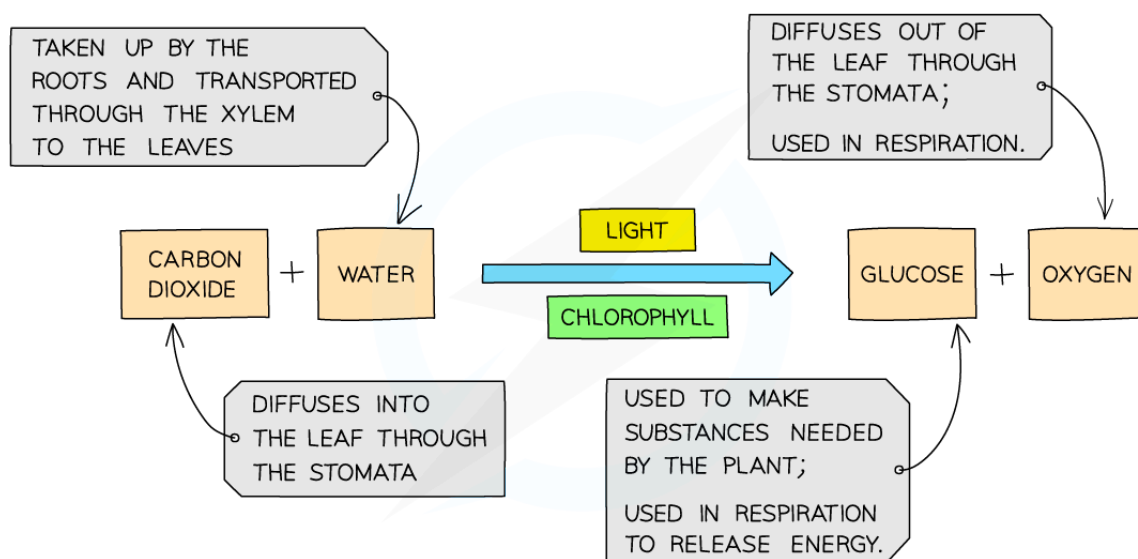 TAKEN UP BY THE
ROOTS AND TRANSPORTED
THROUGH THE XYLEM
TO THE LEAVES
DIFFUSES OUT OF
THE LEAF THROUGH
THE STOMATA;
USED IN RESPIRATION.
CARBON
DIOXIDE
+
WATER
LIGHT
CHLOROPHYLL
GLUCOSE
+
OXYGEN
DIFFUSES INTO
THE LEAF THROUGH
THE STOMATA
USED TO MAKE
SUBSTANCES NEEDED
BY THE PLANT;
USED IN RESPIRATION
TO RELEASE ENERGY.